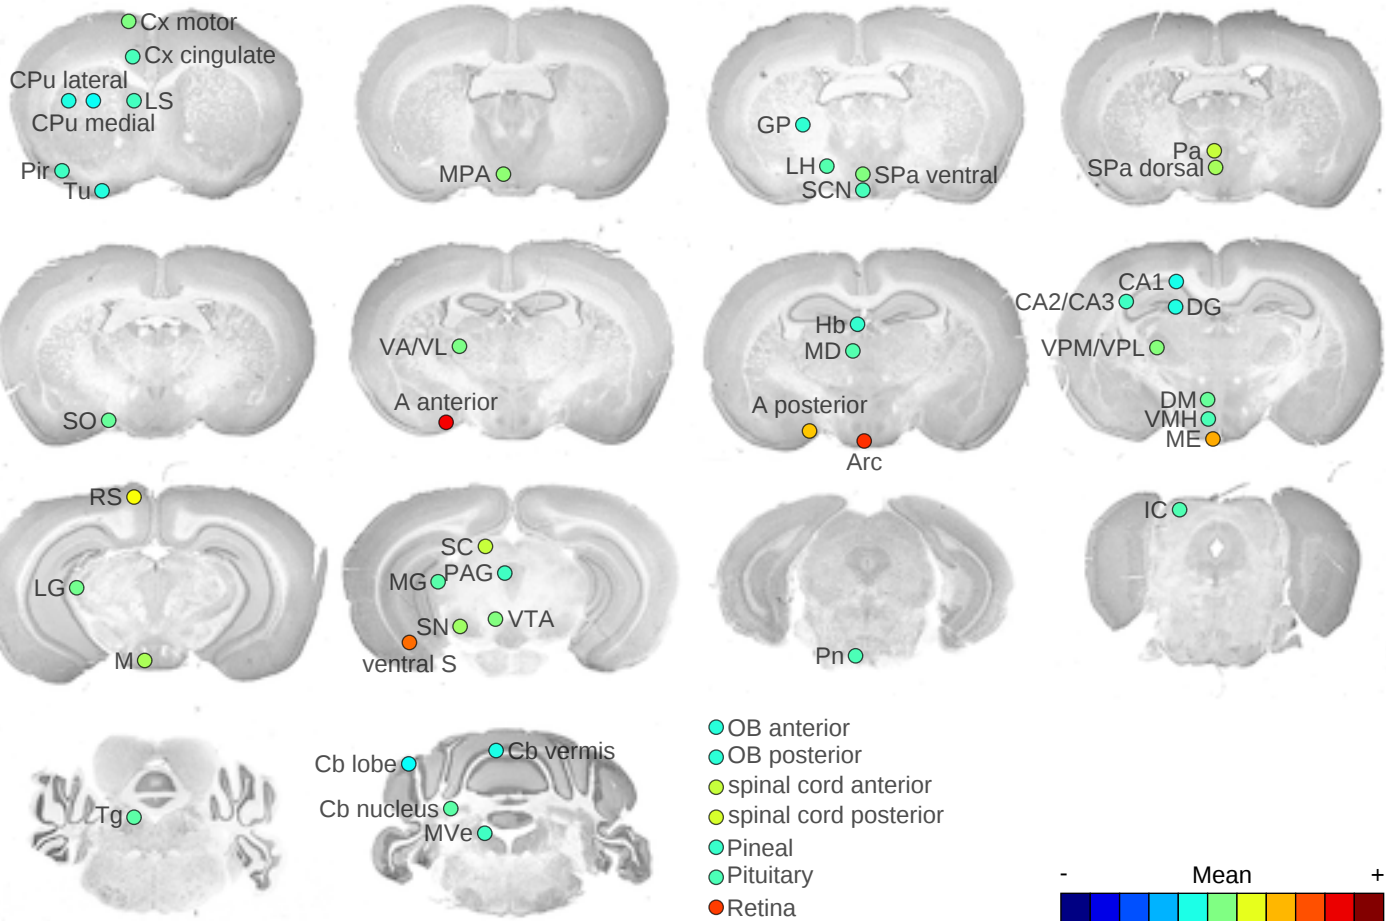 Cx motor
Cx cingulate
CPu lateral
LS
CPu medial
Pir
Tu
MPA
GP
LH
SPa ventral
SCN
Pa
SPa dorsal
SO
VA/VL
A anterior
Hb
MD
A posterior
Arc
CA1
CA2/CA3
DG
VPM/VPL
DM
VMH
ME
RS
LG
M
SC
MG
PAG
SN
VTA
ventral S
Pn
IC
Tg
Cb lobe
Cb vermis
Cb nucleus
MVe
OB anterior
OB posterior
spinal cord anterior
spinal cord posterior
Pineal
Pituitary
Retina
- Mean +